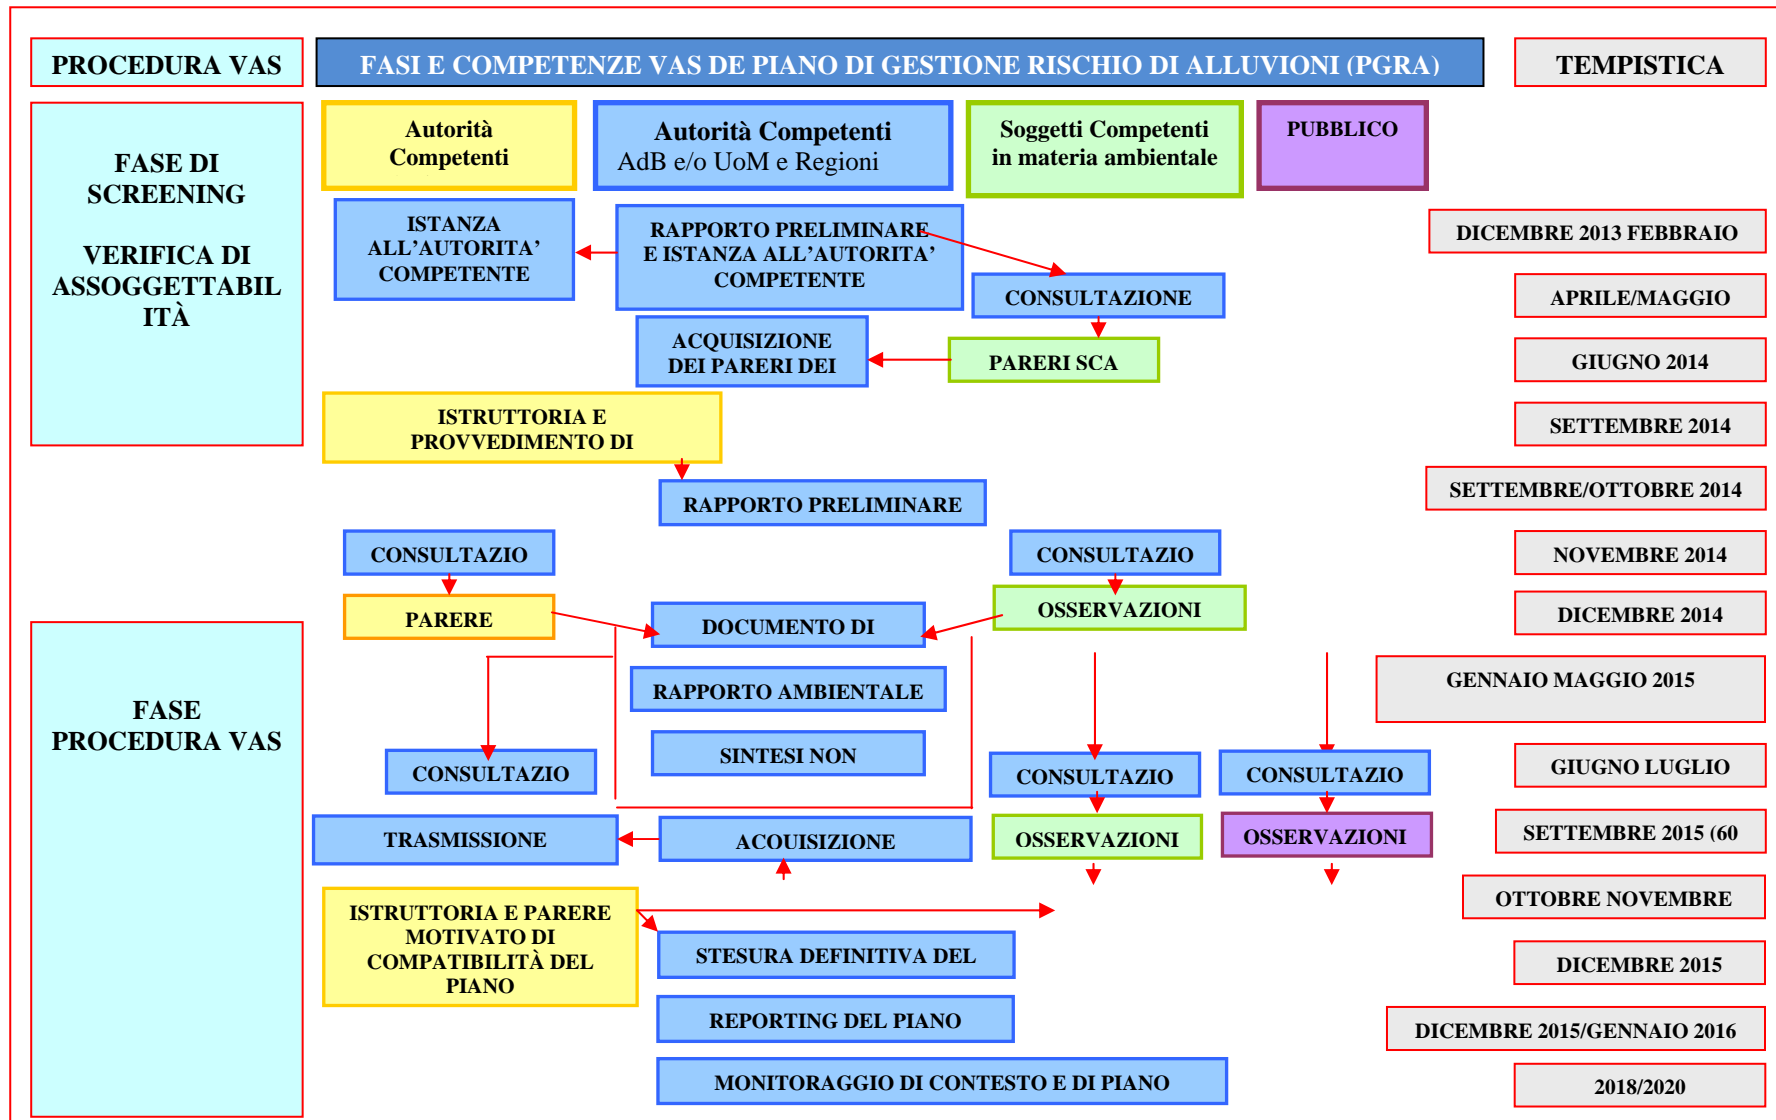 PROCEDURA VAS
FASI E COMPETENZE VAS DE PIANO DI GESTIONE RISCHIO DI ALLUVIONI (PGRA)
TEMPISTICA
FASE DI
SCREENING
VERIFICA DI
ASSOGGETTABIL
ITÀ
Autorità
Competenti
Autorità Competenti
AdB e/o UoM e Regioni
Soggetti Competenti
in materia ambientale
PUBBLICO
ISTANZA
ALL'AUTORITA'
COMPETENTE
RAPPORTO PRELIMINARE
E ISTANZA ALL'AUTORITA'
COMPETENTE
DICEMBRE 2013 FEBBRAIO
CONSULTAZIONE
APRILE/MAGGIO
ACQUISIZIONE
DEI PARERI DEI
PARERI SCA
GIUGNO 2014
ISTRUTTORIA E
PROVVEDIMENTO DI
SETTEMBRE 2014
RAPPORTO PRELIMINARE
SETTEMBRE/OTTOBRE 2014
CONSULTAZIO
CONSULTAZIO
NOVEMBRE 2014
PARERE
DOCUMENTO DI
OSSERVAZIONI
DICEMBRE 2014
FASE
PROCEDURA VAS
RAPPORTO AMBIENTALE
GENNAIO MAGGIO 2015
SINTESI NON
CONSULTAZIO
CONSULTAZIO
CONSULTAZIO
GIUGNO LUGLIO
TRASMISSIONE
ACQUISIZIONE
OSSERVAZIONI
OSSERVAZIONI
SETTEMBRE 2015 (60
ISTRUTTORIA E PARERE
MOTIVATO DI
COMPATIBILITÀ DEL
PIANO
OTTOBRE NOVEMBRE
STESURA DEFINITIVA DEL
DICEMBRE 2015
REPORTING DEL PIANO
DICEMBRE 2015/GENNAIO 2016
MONITORAGGIO DI CONTESTO E DI PIANO
2018/2020